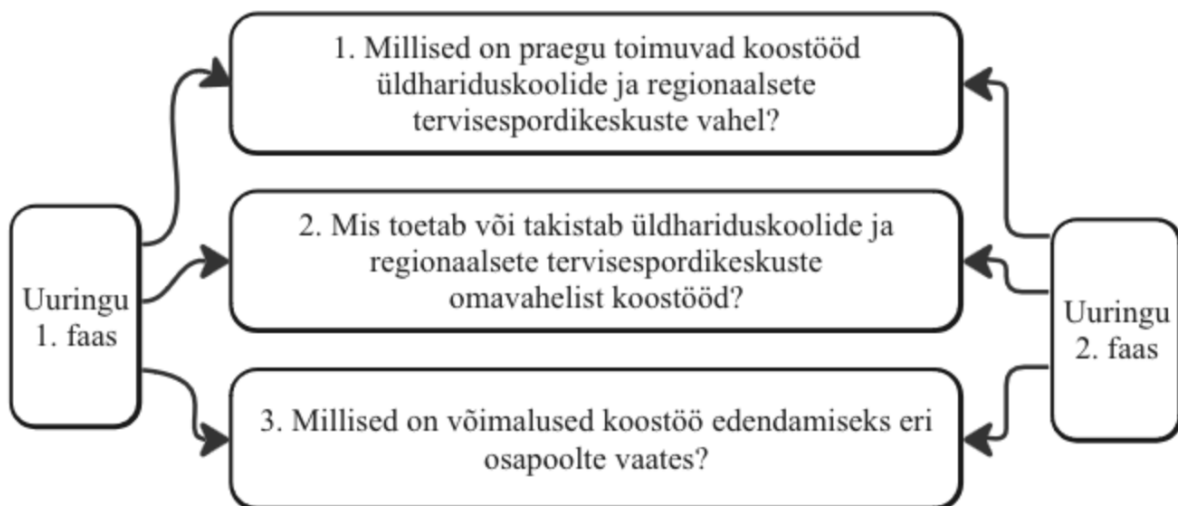 1. Millised on praegu toimuvad koostööd
üldhariduskoolide ja regionaalsete
tervisespordikeskuste vahel?
2. Mis toetab või takistab üldhariduskoolide ja
regionaalsete tervisespordikeskuste
omavahelist koostööd?
3. Millised on võimalused koostöö edendamiseks eri
osapoolte vaates?
Uuringu
1. faas
Uuringu
2. faas